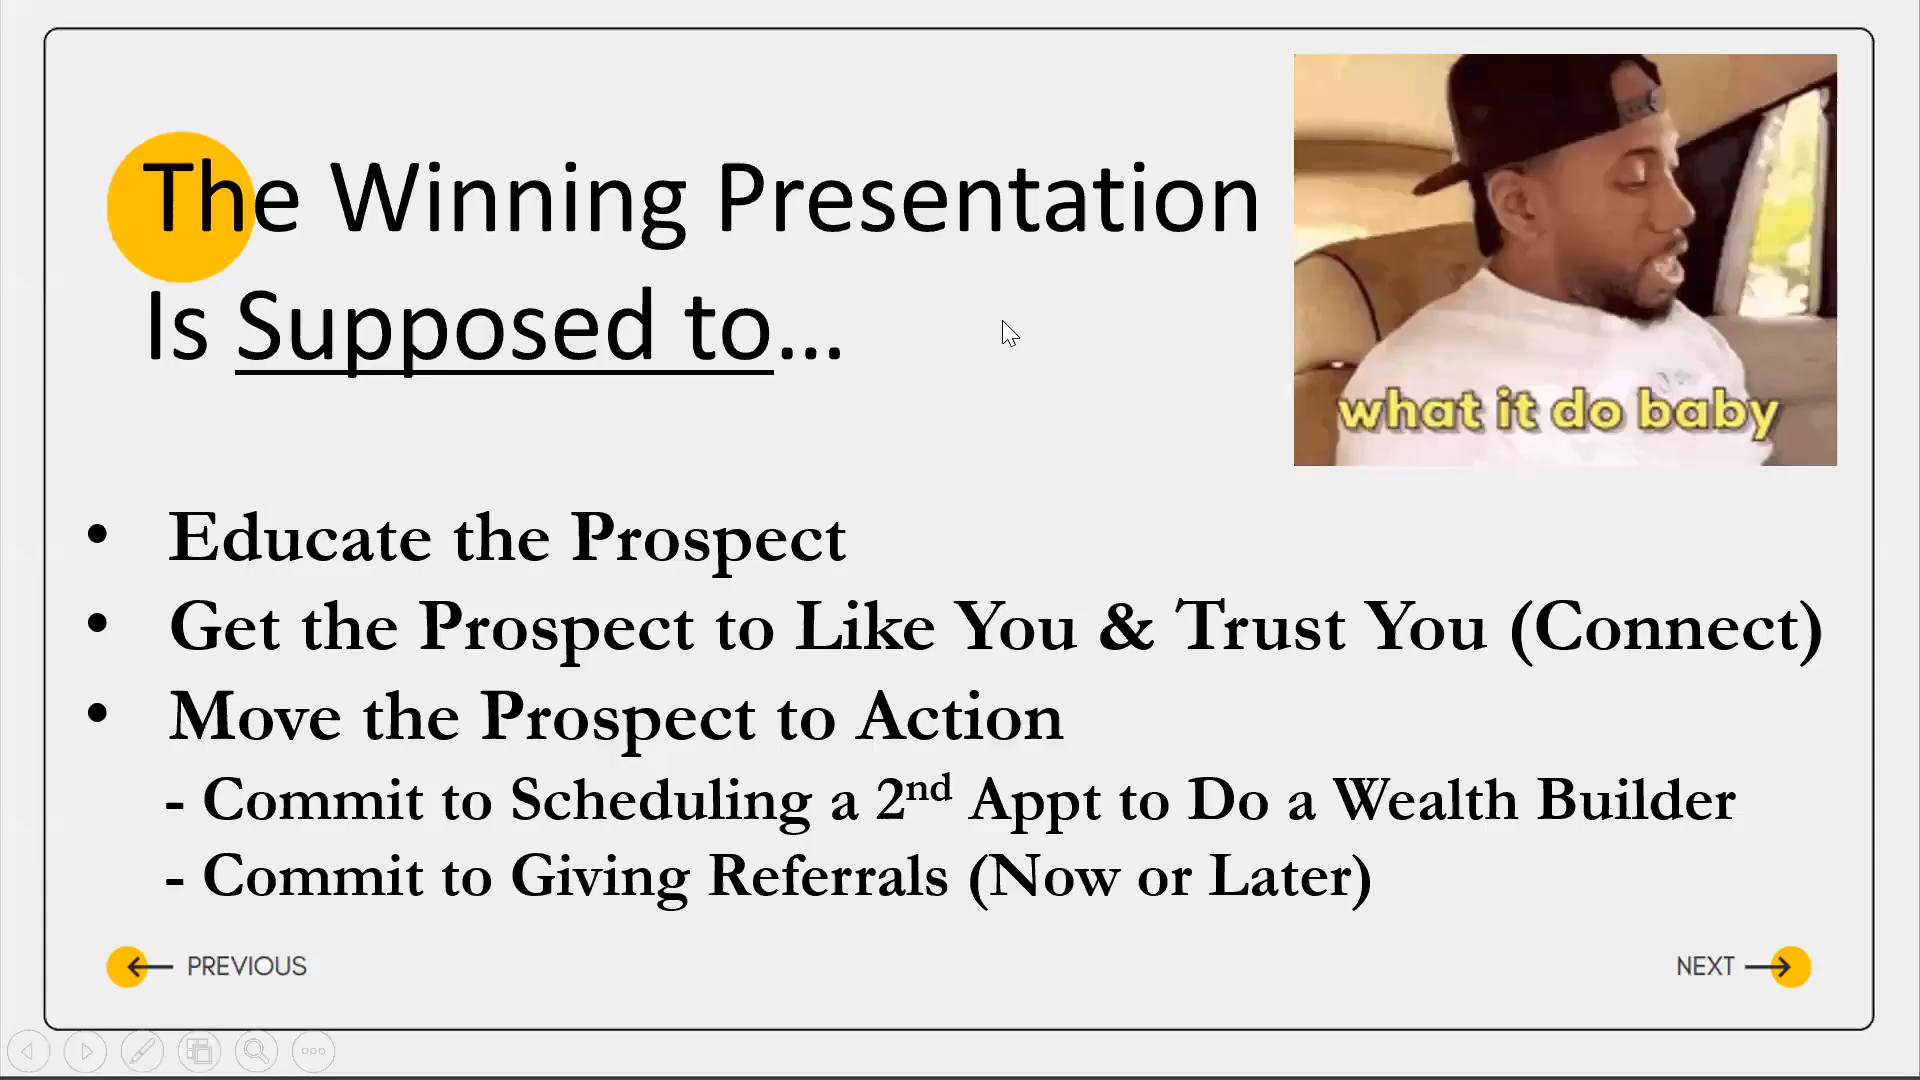 The Winning Presentation
Is Supposed to...
what it do baby
• Educate the Prospect
• Get the Prospect to Like You & Trust You (Connect)
• Move the Prospect to Action
- Commit to Scheduling a 2nd Appt to Do a Wealth Builder
- Commit to Giving Referrals (Now or Later)
PREVIOUS
NEXT